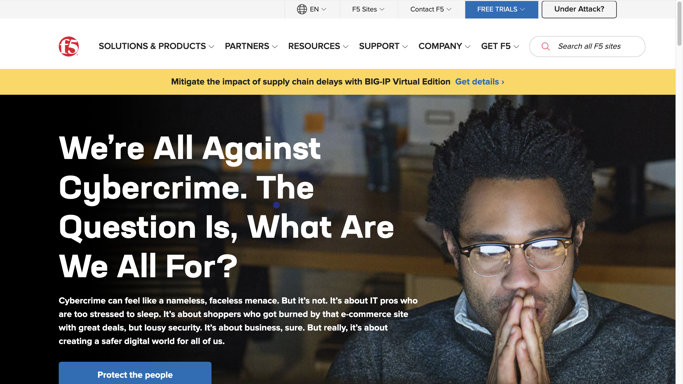 EN F5 Sites Contact F5 FREE TRIALS Under Attack?
f5 SOLUTIONS & PRODUCTS PARTNERS RESOURCES SUPPORT COMPANY GET F5 Search all F5 sites
Mitigate the impact of supply chain delays with BIG-IP Virtual Edition Get details ›
We’re All Against
Cybercrime. The
Question Is, What Are
We All For?
Cybercrime can feel like a nameless, faceless menace. But it’s not. It’s about IT pros who
are too stressed to sleep. It’s about shoppers who got burned by that e-commerce site
with great deals, but lousy security. It’s about business, sure. But really, it’s about
creating a safer digital world for all of us.
Protect the people